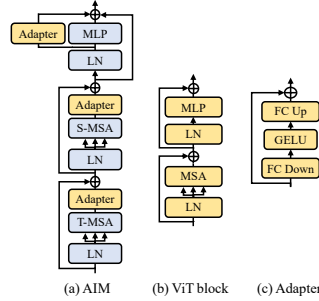 Adapter
MLP
LN
Adapter
S-MSA
LN
Adapter
T-MSA
LN
(a) AIM
MLP
LN
MSA
LN
(b) ViT block
FC Up
GELU
FC Down
(c) Adapter